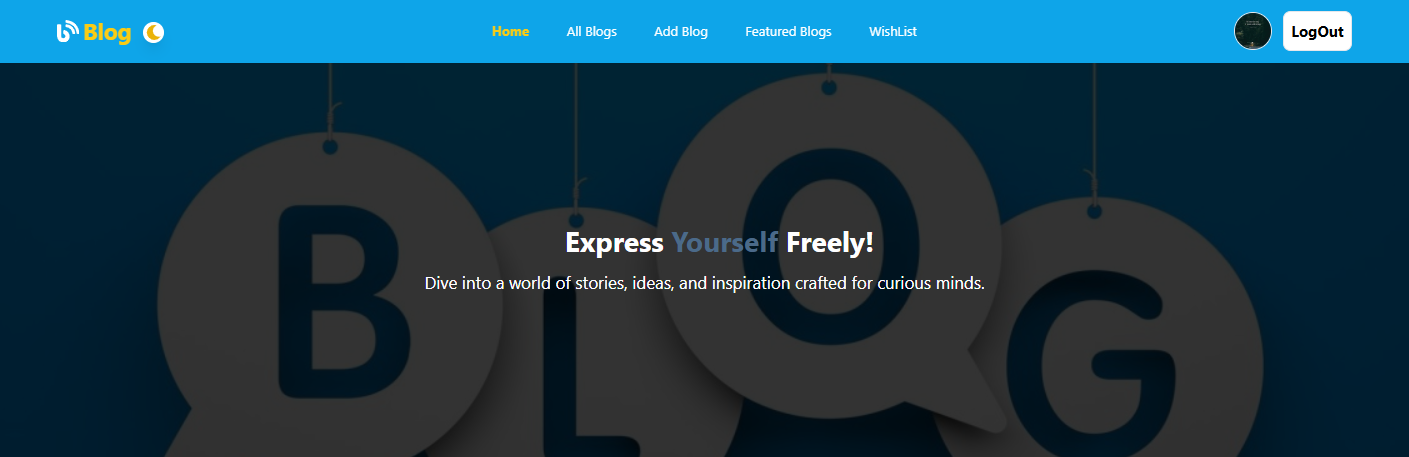 Blog
Home All Blogs Add Blog Featured Blogs WishList
LogOut
B L O G
Express Yourself Freely!
Dive into a world of stories, ideas, and inspiration crafted for curious minds.